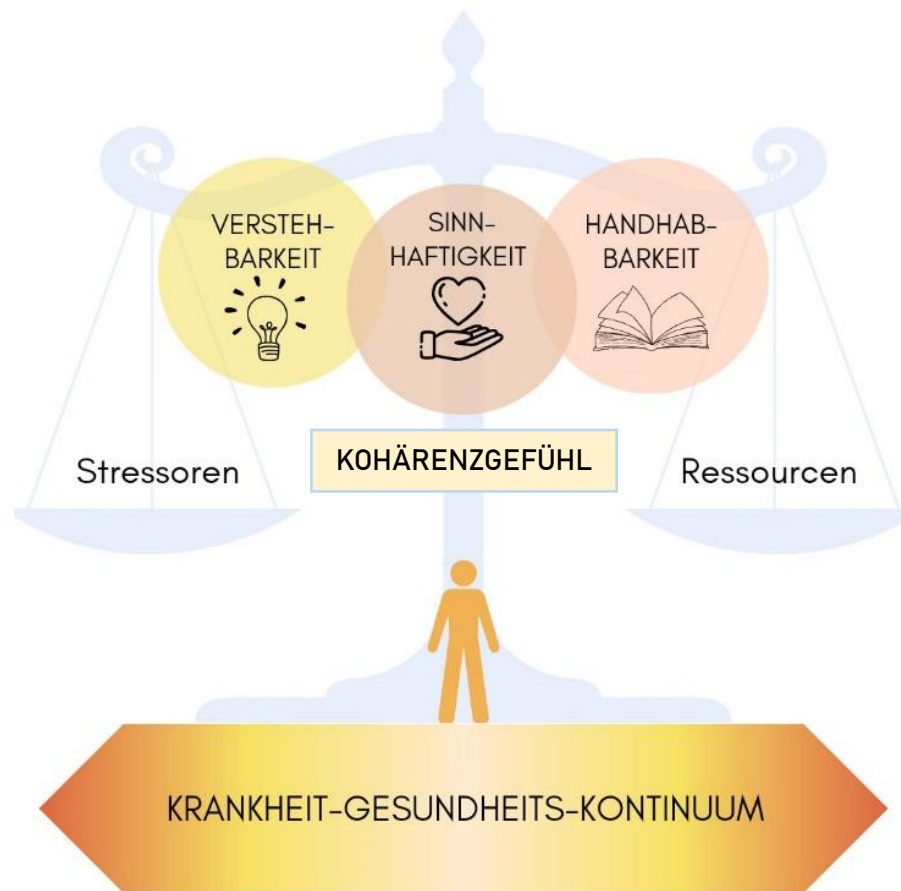 VERSTEH-
BARKEIT
SINN-
HAFTIGKEIT
HANDHAB-
BARKEIT
Stressoren
KOHÄRENZGEFÜHL
Ressourcen
KRANKHEIT-GESUNDHEITS-KONTINUUM